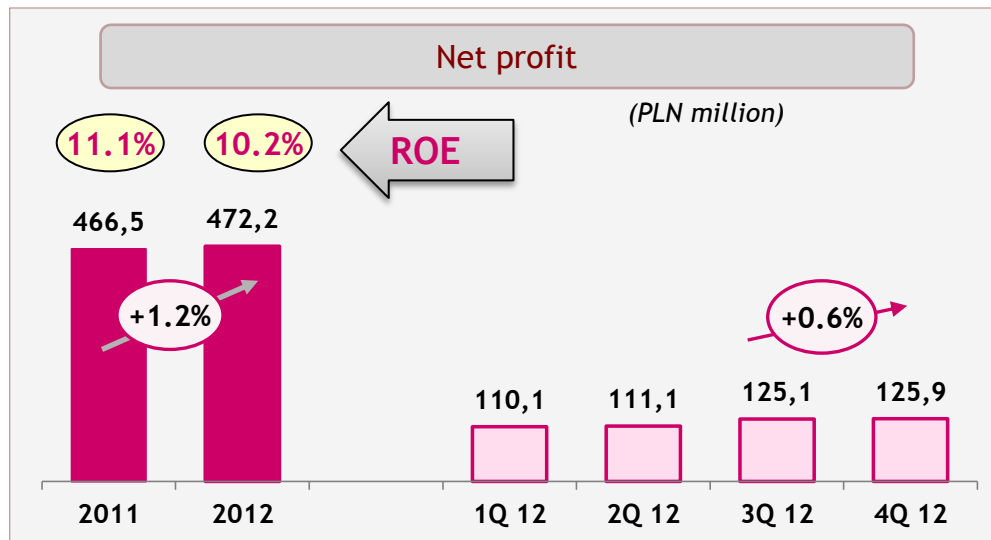 Net profit
(PLN million)
11.1% 10.2% ROE
466,5 472,2
+1.2% +0.6%
110,1 111,1 125,1 125,9
2011 2012 1Q 12 2Q 12 3Q 12 4Q 12